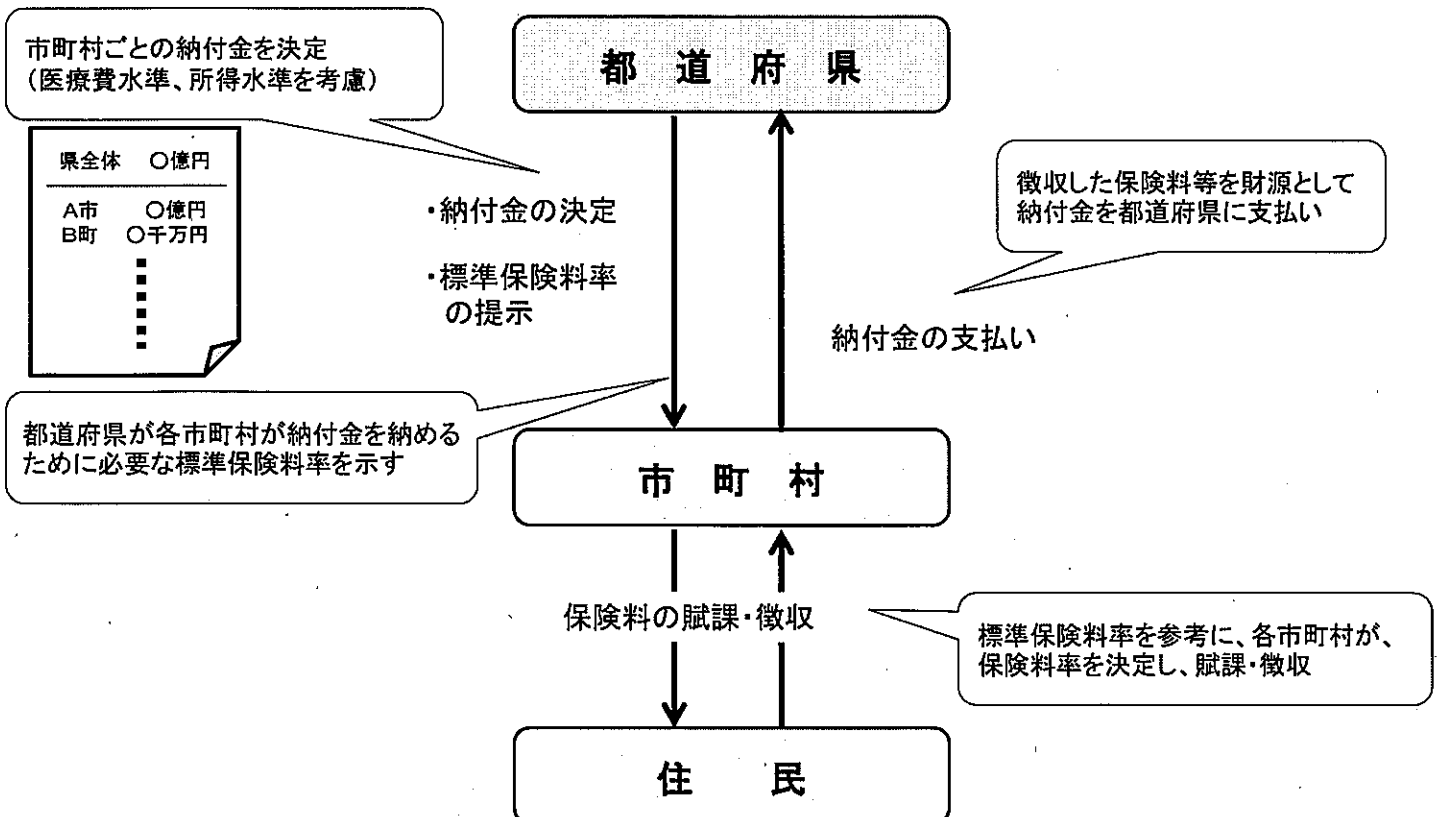 市町村ごとの納付金を決定
(医療費水準、所得水準を考慮)
都道府県
県全体 〇億円
A市 〇億円
B町 〇千万円
・納付金の決定
・標準保険料率
の提示
徴収した保険料等を財源として
納付金を都道府県に支払い
納付金の支払い
都道府県が各市町村が納付金を納める
ために必要な標準保険料率を示す
市町村
保険料の賦課・徴収
標準保険料率を参考に、各市町村が、
保険料率を決定し、賦課・徴収
住民